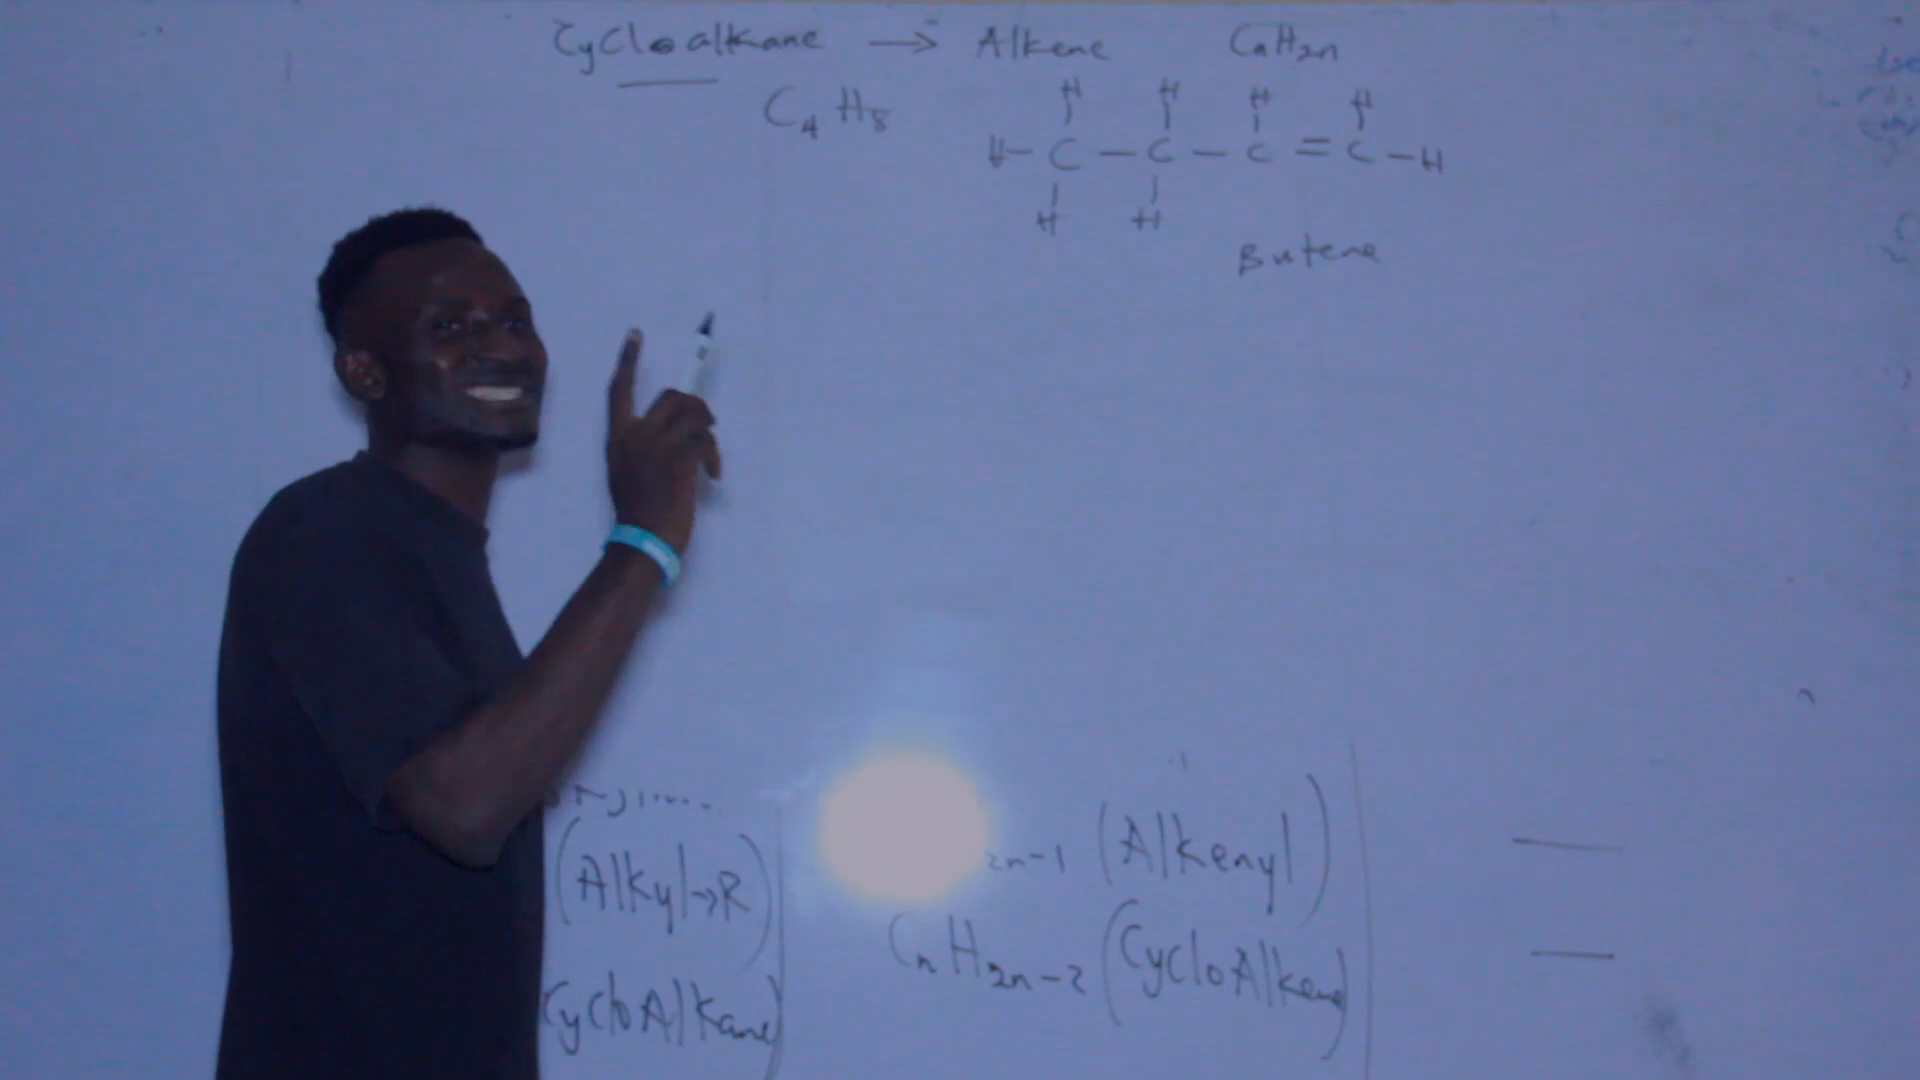 Cycloalkane → Alkene CnH2n
C4H8
H H H H
H – C – C – C = C – H
H H
Butene
(Alkyl→R)
2n-1 (Alkenyl)
CnH2n-2 (CycloAlkene)
CycloAlkane)